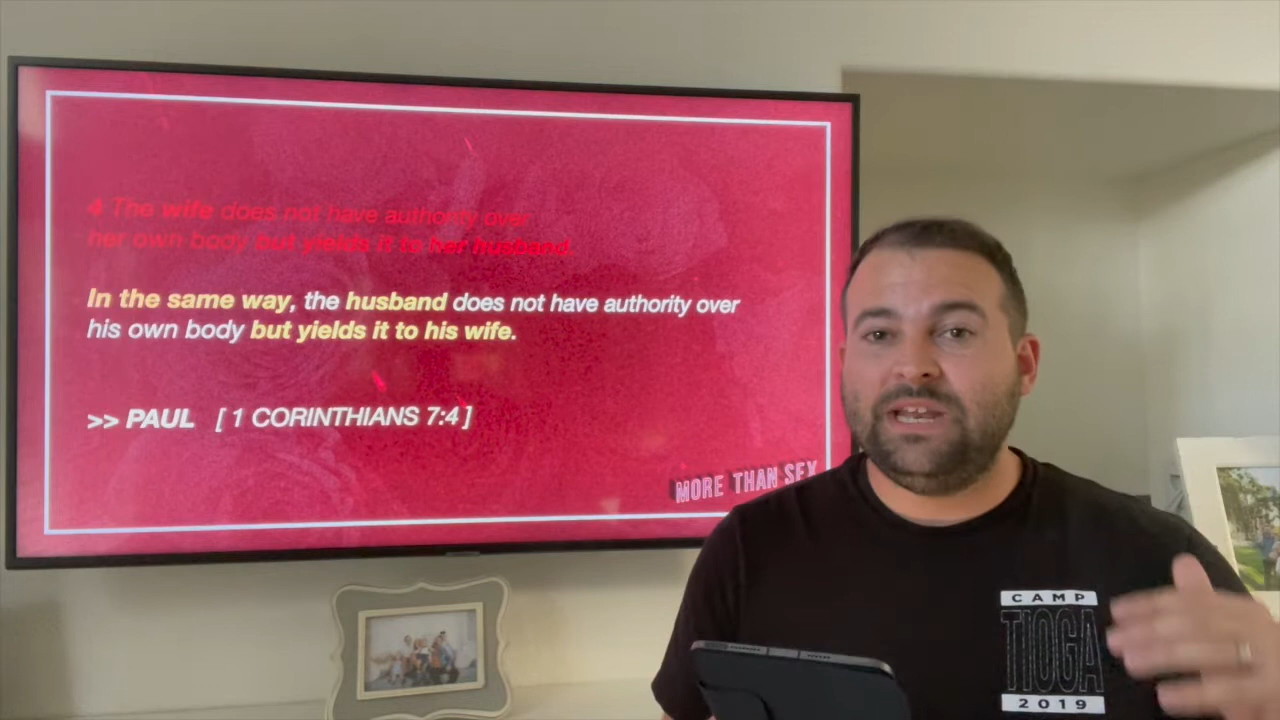 4 The wife does not have authority over
her own body but yields it to her husband.
In the same way, the husband does not have authority over
his own body but yields it to his wife.
>> PAUL [ 1 CORINTHIANS 7:4 ]
MORE THAN SEX
CAMP
TIOGA
2019